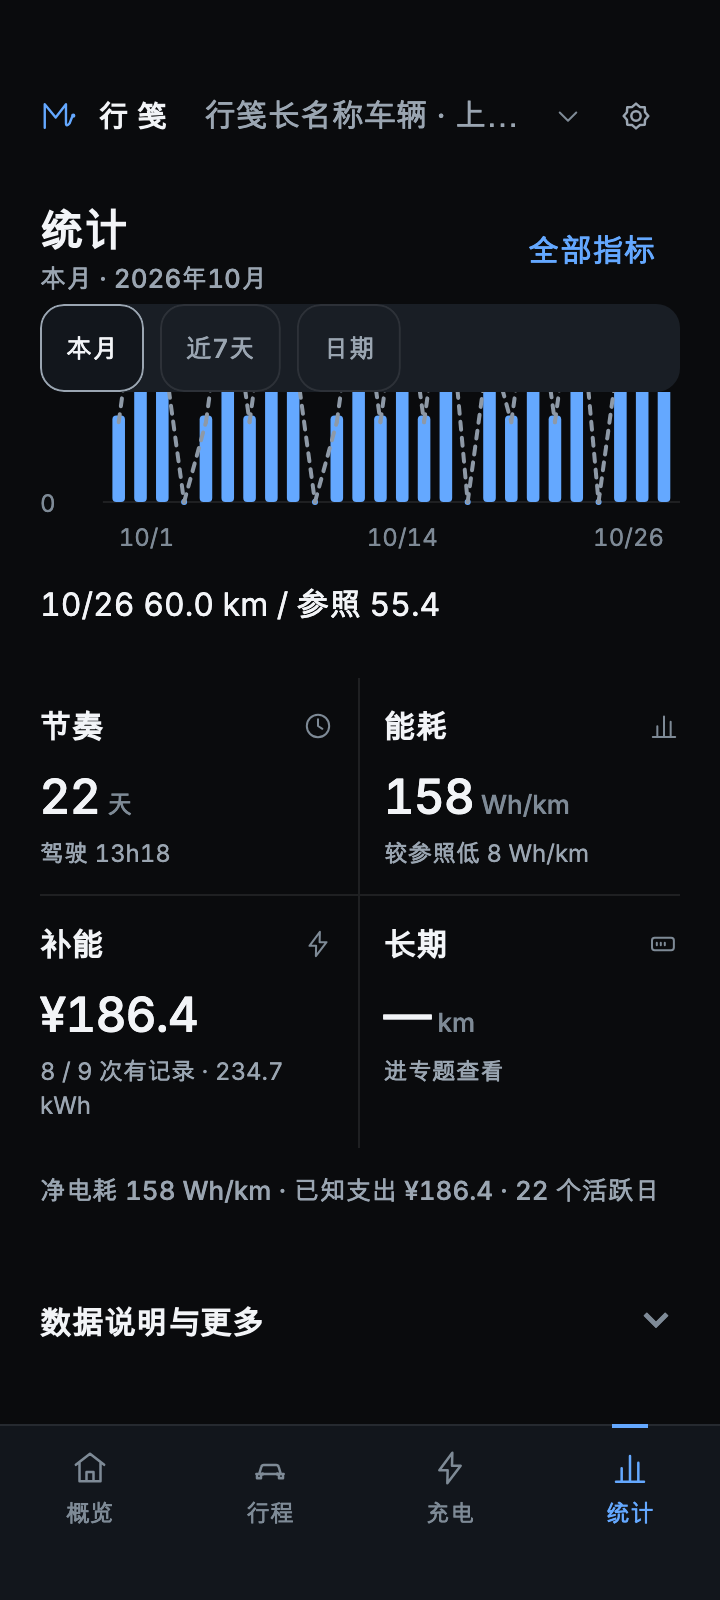 行笺 行笺长名称车辆 · 上...
统计
全部指标
本月 · 2026年10月
本月 近7天 日期
0
10/1 10/14 10/26
10/26 60.0 km / 参照 55.4
节奏
22 天
驾驶 13h18
能耗
158 Wh/km
较参照低 8 Wh/km
补能
¥186.4
8 / 9 次有记录 · 234.7
kWh
长期
— km
进专题查看
净电耗 158 Wh/km · 已知支出 ¥186.4 · 22 个活跃日
数据说明与更多
概览 行程 充电 统计